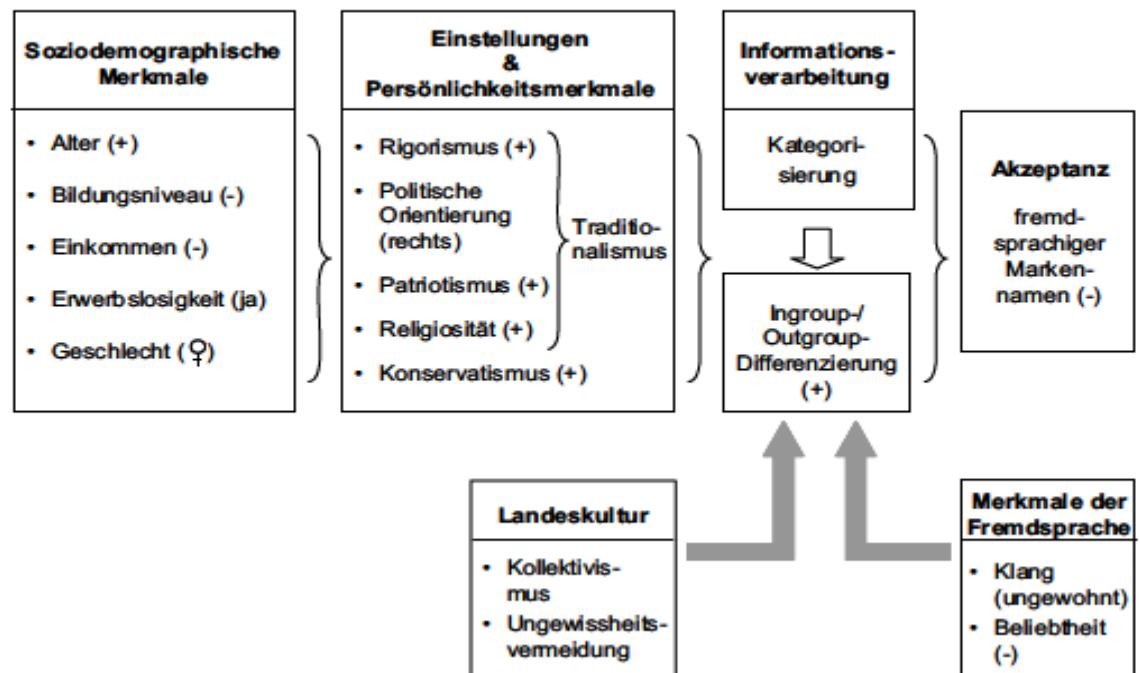 Soziodemographische
Merkmale
• Alter (+)
• Bildungsniveau (-)
• Einkommen (-)
• Erwerbslosigkeit (ja)
• Geschlecht (♀)
Einstellungen
&
Persönlichkeitsmerkmale
• Rigorismus (+)
• Politische
Orientierung
(rechts)
• Patriotismus (+)
• Religiosität (+)
• Konservatismus (+)
Traditio-
nalismus
Informations-
verarbeitung
Kategori-
sierung
Ingroup-/
Outgroup-
Differenzierung
(+)
Akzeptanz
fremd-
sprachiger
Marken-
namen (-)
Landeskultur
• Kollektivis-
mus
• Ungewissheits-
vermeidung
Merkmale der
Fremdsprache
• Klang
(ungewohnt)
• Beliebtheit
(-)